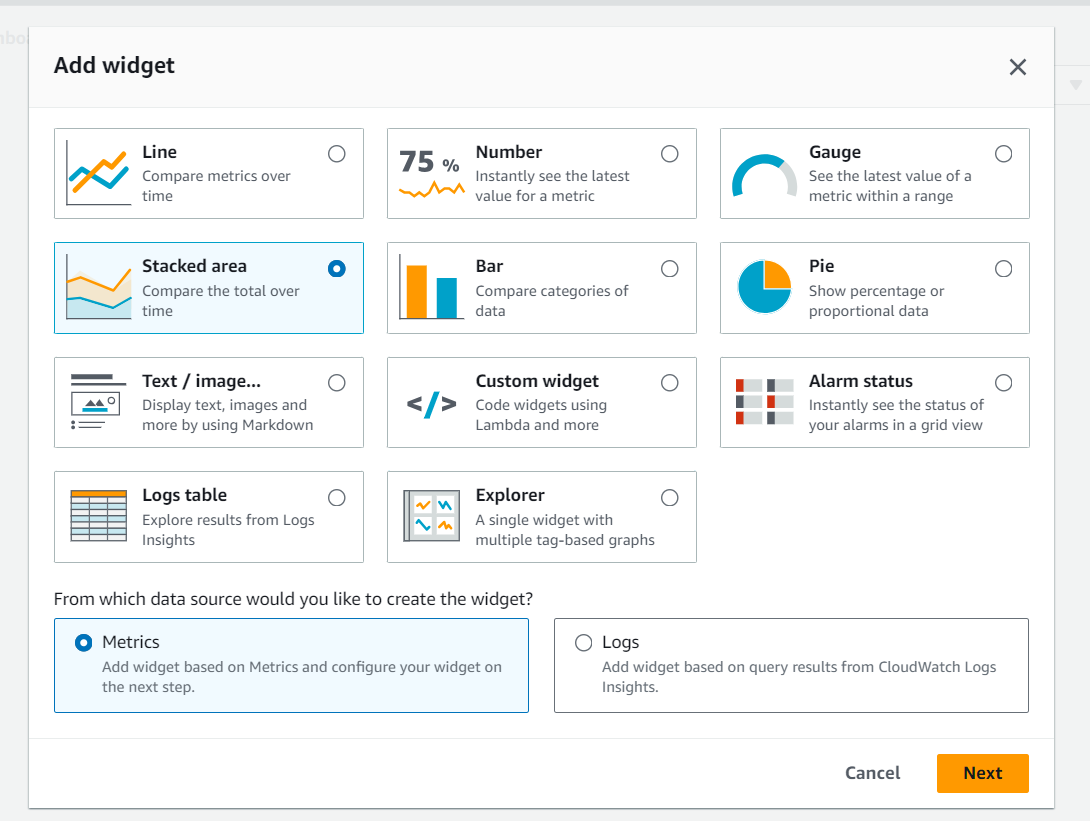 Add widget
Line
Compare metrics over
time
75 %
Number
Instantly see the latest
value for a metric
Gauge
See the latest value of a
metric within a range
Stacked area
Compare the total over
time
Bar
Compare categories of
data
Pie
Show percentage or
proportional data
Text / image...
Display text, images and
more by using Markdown
</>
Custom widget
Code widgets using
Lambda and more
Alarm status
Instantly see the status of
your alarms in a grid view
Logs table
Explore results from Logs
Insights
Explorer
A single widget with
multiple tag-based graphs
From which data source would you like to create the widget?
Metrics
Add widget based on Metrics and configure your widget on
the next step.
Logs
Add widget based on query results from CloudWatch Logs
Insights.
Cancel
Next